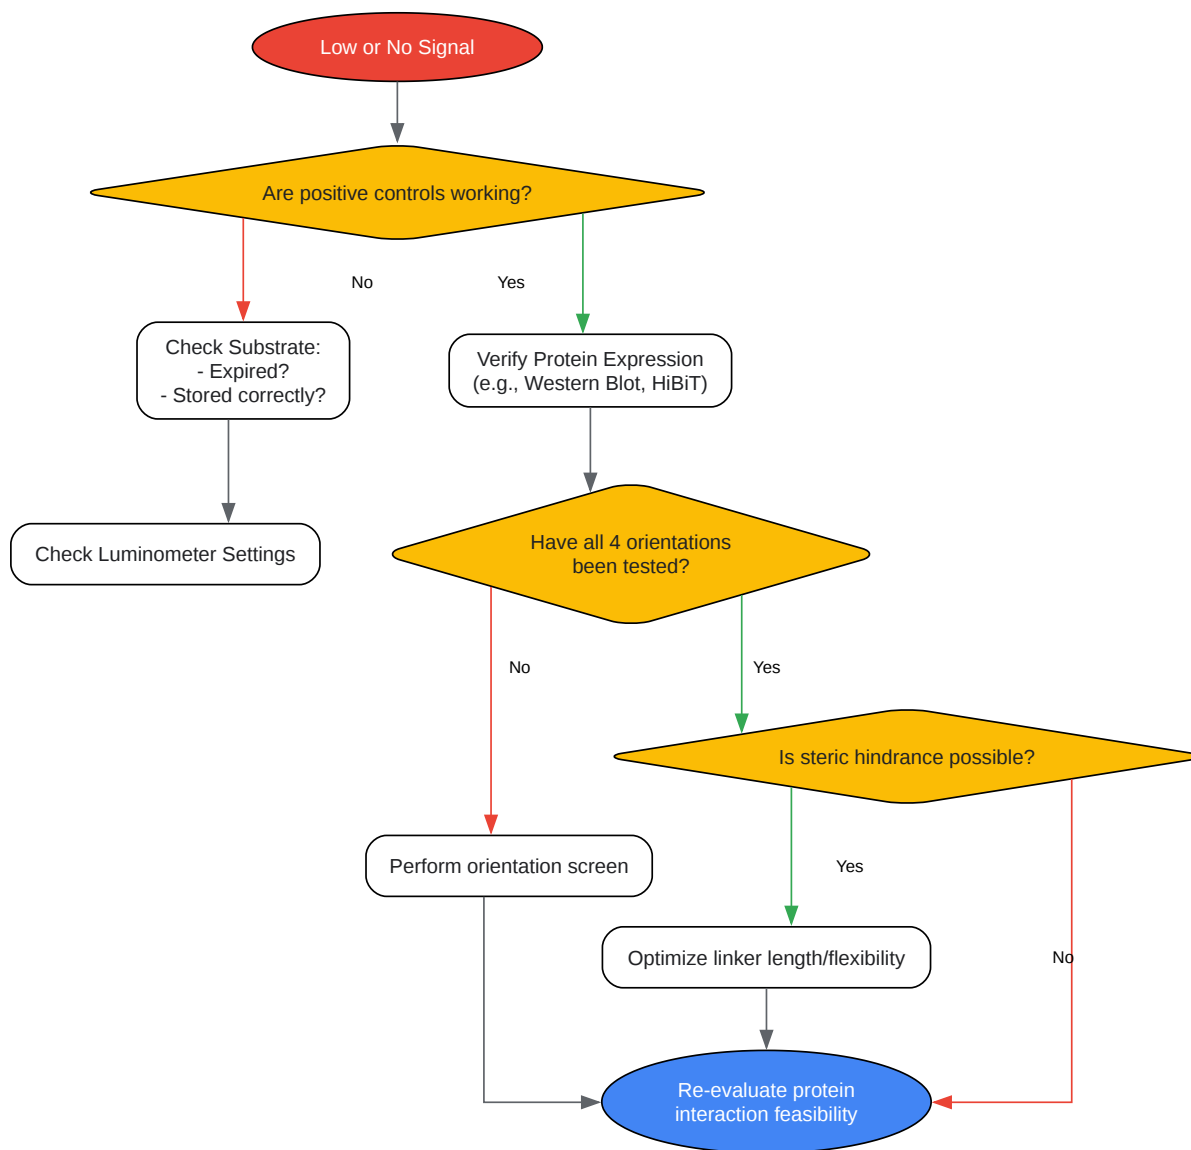 Low or No Signal
Are positive controls working?
No
Yes
Check Substrate:
- Expired?
- Stored correctly?
Verify Protein Expression
(e.g., Western Blot, HiBiT)
Check Luminometer Settings
Have all 4 orientations
been tested?
No
Yes
Is steric hindrance possible?
Perform orientation screen
Yes
Optimize linker length/flexibility
No
Re-evaluate protein
interaction feasibility